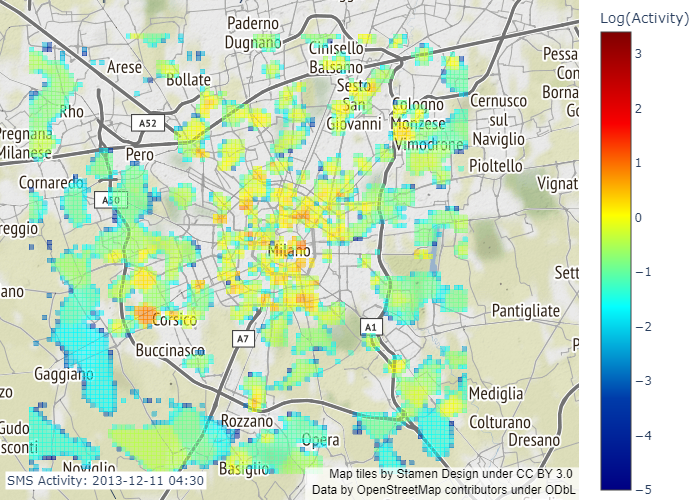 Log(Activity)
Paderno
Dugnano
Cinisello
Balsamo
Arese
Bollate
Sesto
San
Giovanni
Cologno
Monzese
Vimodrone
Cernusco
sul
Naviglio
Pessa
Con
Borna
Go
Rho
A52
Pregnana
Milanese
Pero
Pioltello
Cornaredo
A50
Vignat
reggio
Milano
Sett
ano
Corsico
Pantigliate
A7
A1
P
Buccinasco
Gaggiano
zo
Mediglia
Rozzano
Colturano
Gudo
sconti
Opera
Dresano
Noviglio
Basiglio
SMS Activity: 2013-12-11 04:30
Map tiles by Stamen Design under CC BY 3.0
Data by OpenStreetMap contributors under ODbL
3
2
1
0
−1
−2
−3
−4
−5